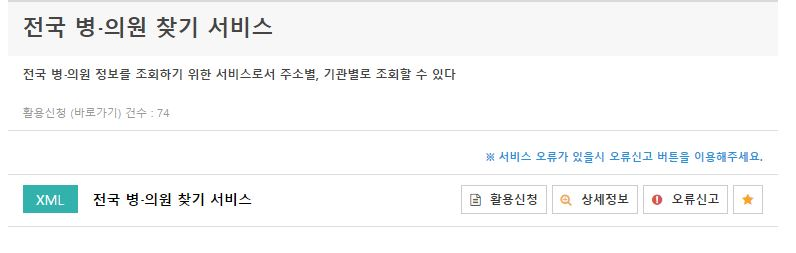 전국 병·의원 찾기 서비스
전국 병·의원 정보를 조회하기 위한 서비스로서 주소별, 기관별로 조회할 수 있다
활용신청 (바로가기) 건수 : 74
※ 서비스 오류가 있을시 오류신고 버튼을 이용해주세요.
XML 전국 병·의원 찾기 서비스 활용신청 상세정보 오류신고